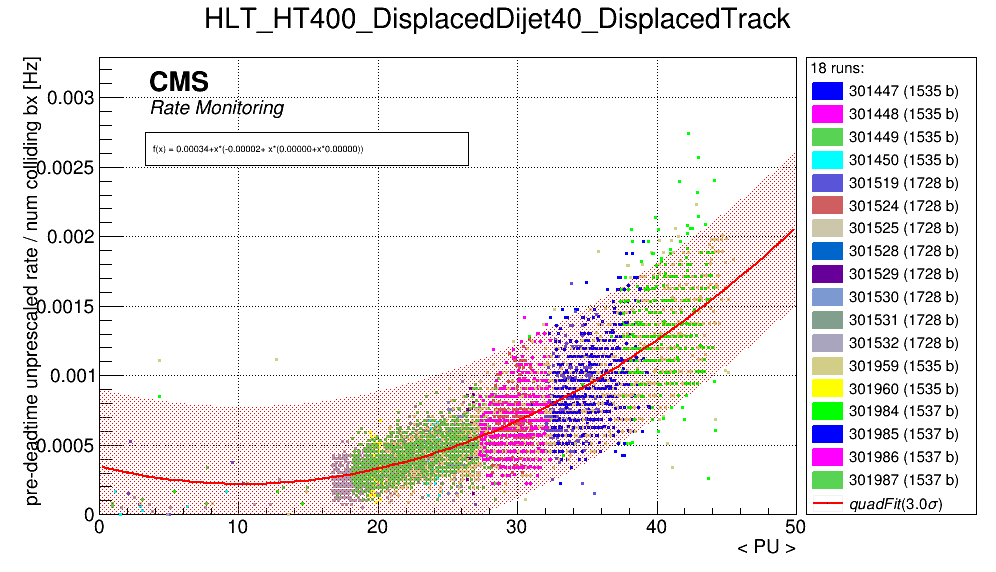 HLT_HT400_DisplacedDijet40_DisplacedTrack
pre-deadtime unprescaled rate / num colliding bx [Hz]
CMS
Rate Monitoring
f(x) = 0.00034+x*(-0.00002+ x*(0.00000+x*0.00000))
0.003
0.0025
0.002
0.0015
0.001
0.0005
0
0 10 20 30 40 50
< PU >
18 runs:
301447 (1535 b)
301448 (1535 b)
301449 (1535 b)
301450 (1535 b)
301519 (1728 b)
301524 (1728 b)
301525 (1728 b)
301528 (1728 b)
301529 (1728 b)
301530 (1728 b)
301531 (1728 b)
301532 (1728 b)
301959 (1535 b)
301960 (1535 b)
301984 (1537 b)
301985 (1537 b)
301986 (1537 b)
301987 (1537 b)
quadFit(3.0σ)